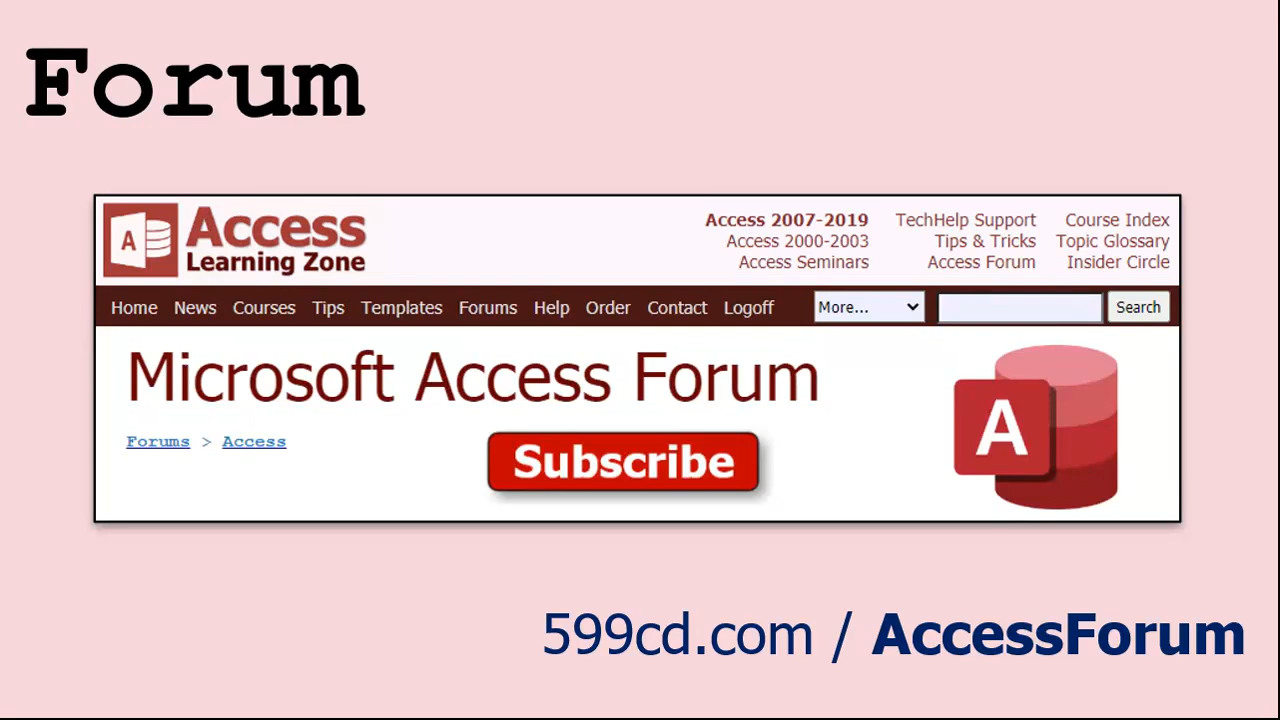 Forum
A
Access
Learning Zone
Access 2007-2019 TechHelp Support Course Index
Access 2000-2003 Tips & Tricks Topic Glossary
Access Seminars Access Forum Insider Circle
Home News Courses Tips Templates Forums Help Order Contact Logoff More... Search
Microsoft Access Forum
Forums > Access
Subscribe
A
599cd.com / AccessForum